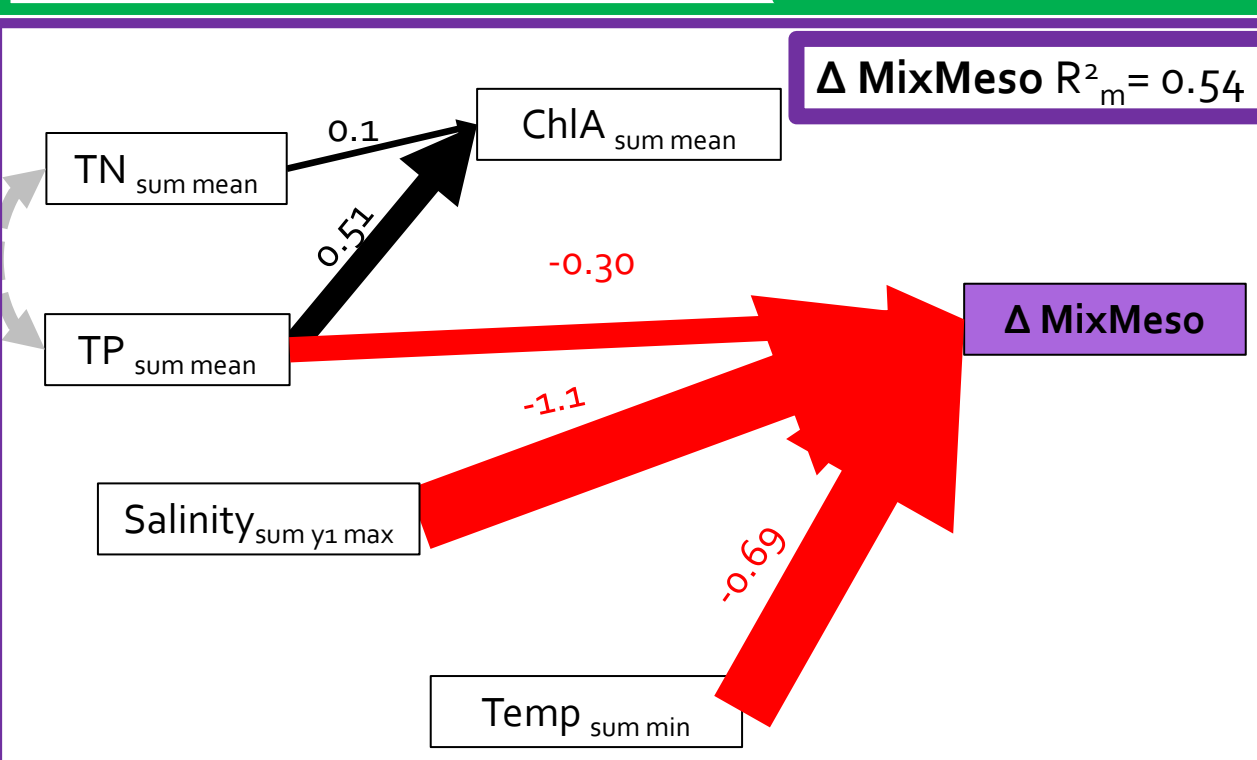 Δ MixMeso R²m= 0.54
ChlA sum mean
0.1
TN sum mean
0.51
-0.30
Δ MixMeso
TP sum mean
-1.1
Salinity sum y1 max
-0.69
Temp sum min